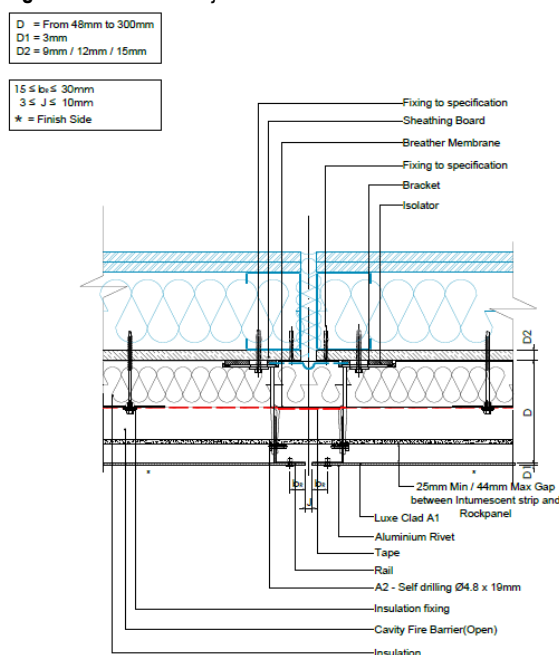 D = From 48mm to 300mm
D1 = 3mm
D2 = 9mm / 12mm / 15mm
15 ≤ b≤ 30mm
3 ≤ J ≤ 10mm
* = Finish Side
Fixing to specification
Sheathing Board
Breather Membrane
Fixing to specification
Bracket
Isolator
D2
D
D1
*
*
J
25mm Min / 44mm Max Gap
between Intumescent strip and
Rockpanel
Luxe Clad A1
Aluminium Rivet
Tape
Rail
A2 - Self drilling Ø4.8 x 19mm
Insulation fixing
Cavity Fire Barrier(Open)
Insulation